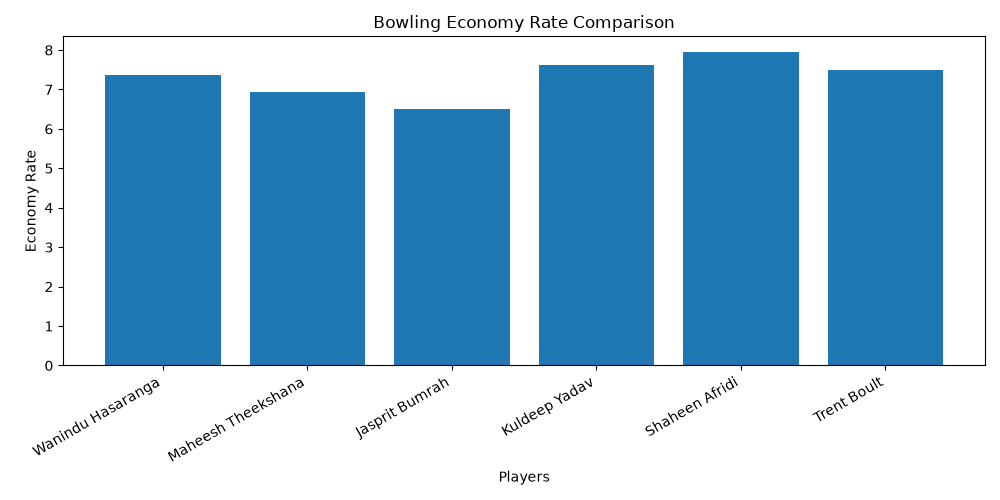 Bowling Economy Rate Comparison
8
7
6
5
4
3
2
1
0
Economy Rate
Wanindu Hasaranga
Maheesh Theekshana
Jasprit Bumrah
Kuldeep Yadav
Shaheen Afridi
Trent Boult
Players